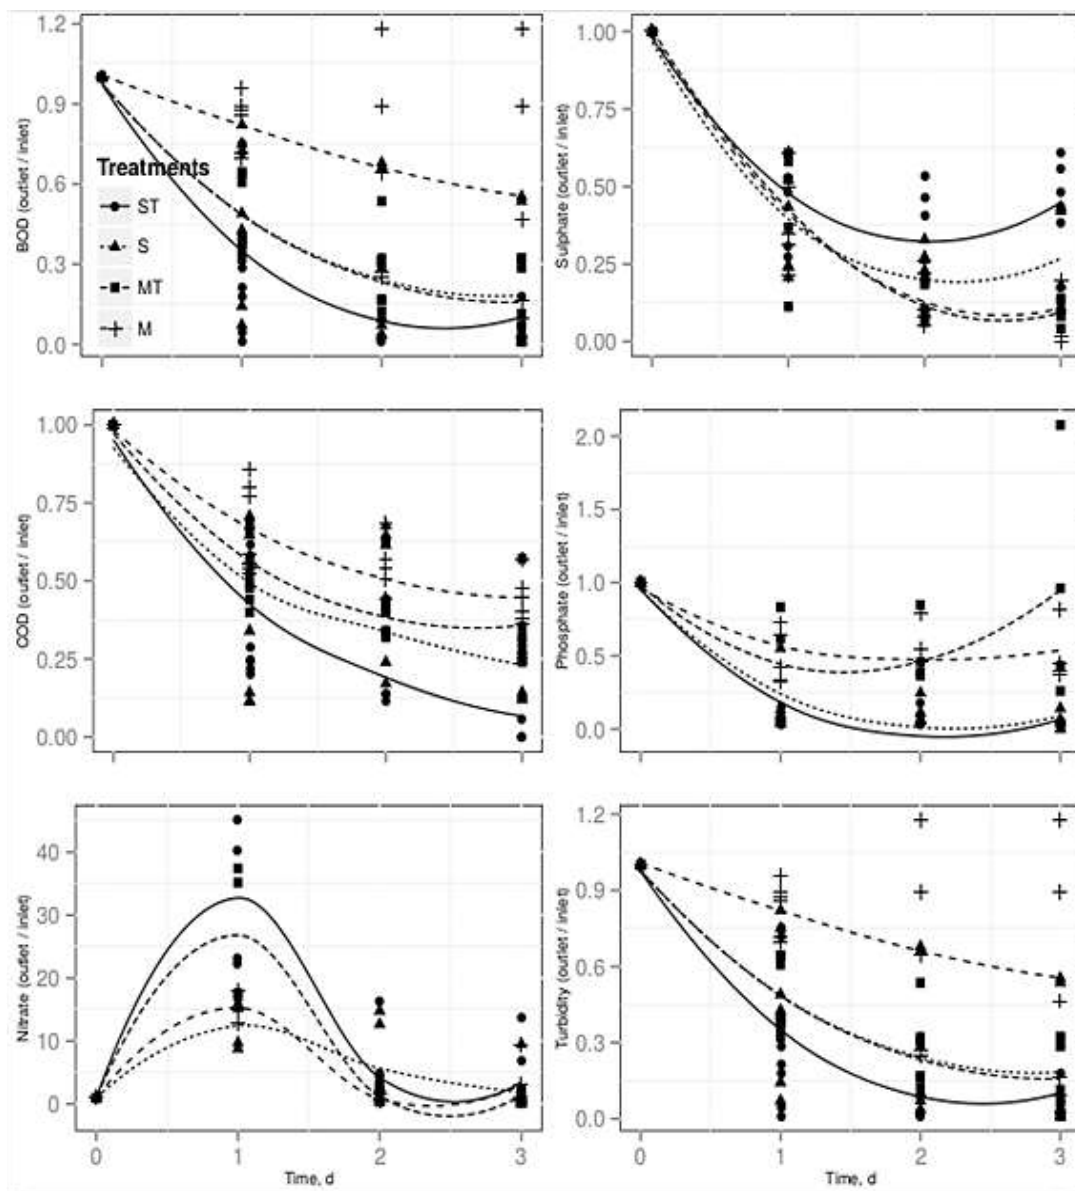 BOD (outlet / inlet)
1.2
0.9
0.6
0.3
0.0
Treatments
ST
S
MT
M
Sulphate (outlet / inlet)
1.00
0.75
0.50
0.25
0.00
COD (outlet / inlet)
1.00
0.75
0.50
0.25
0.00
Phosphate (outlet / inlet)
2.0
1.5
1.0
0.5
0.0
Nitrate (outlet / inlet)
40
30
20
10
0
0 1 2 3
Time, d
Turbidity (outlet / inlet)
1.2
0.9
0.6
0.3
0.0
0 1 2 3
Time, d